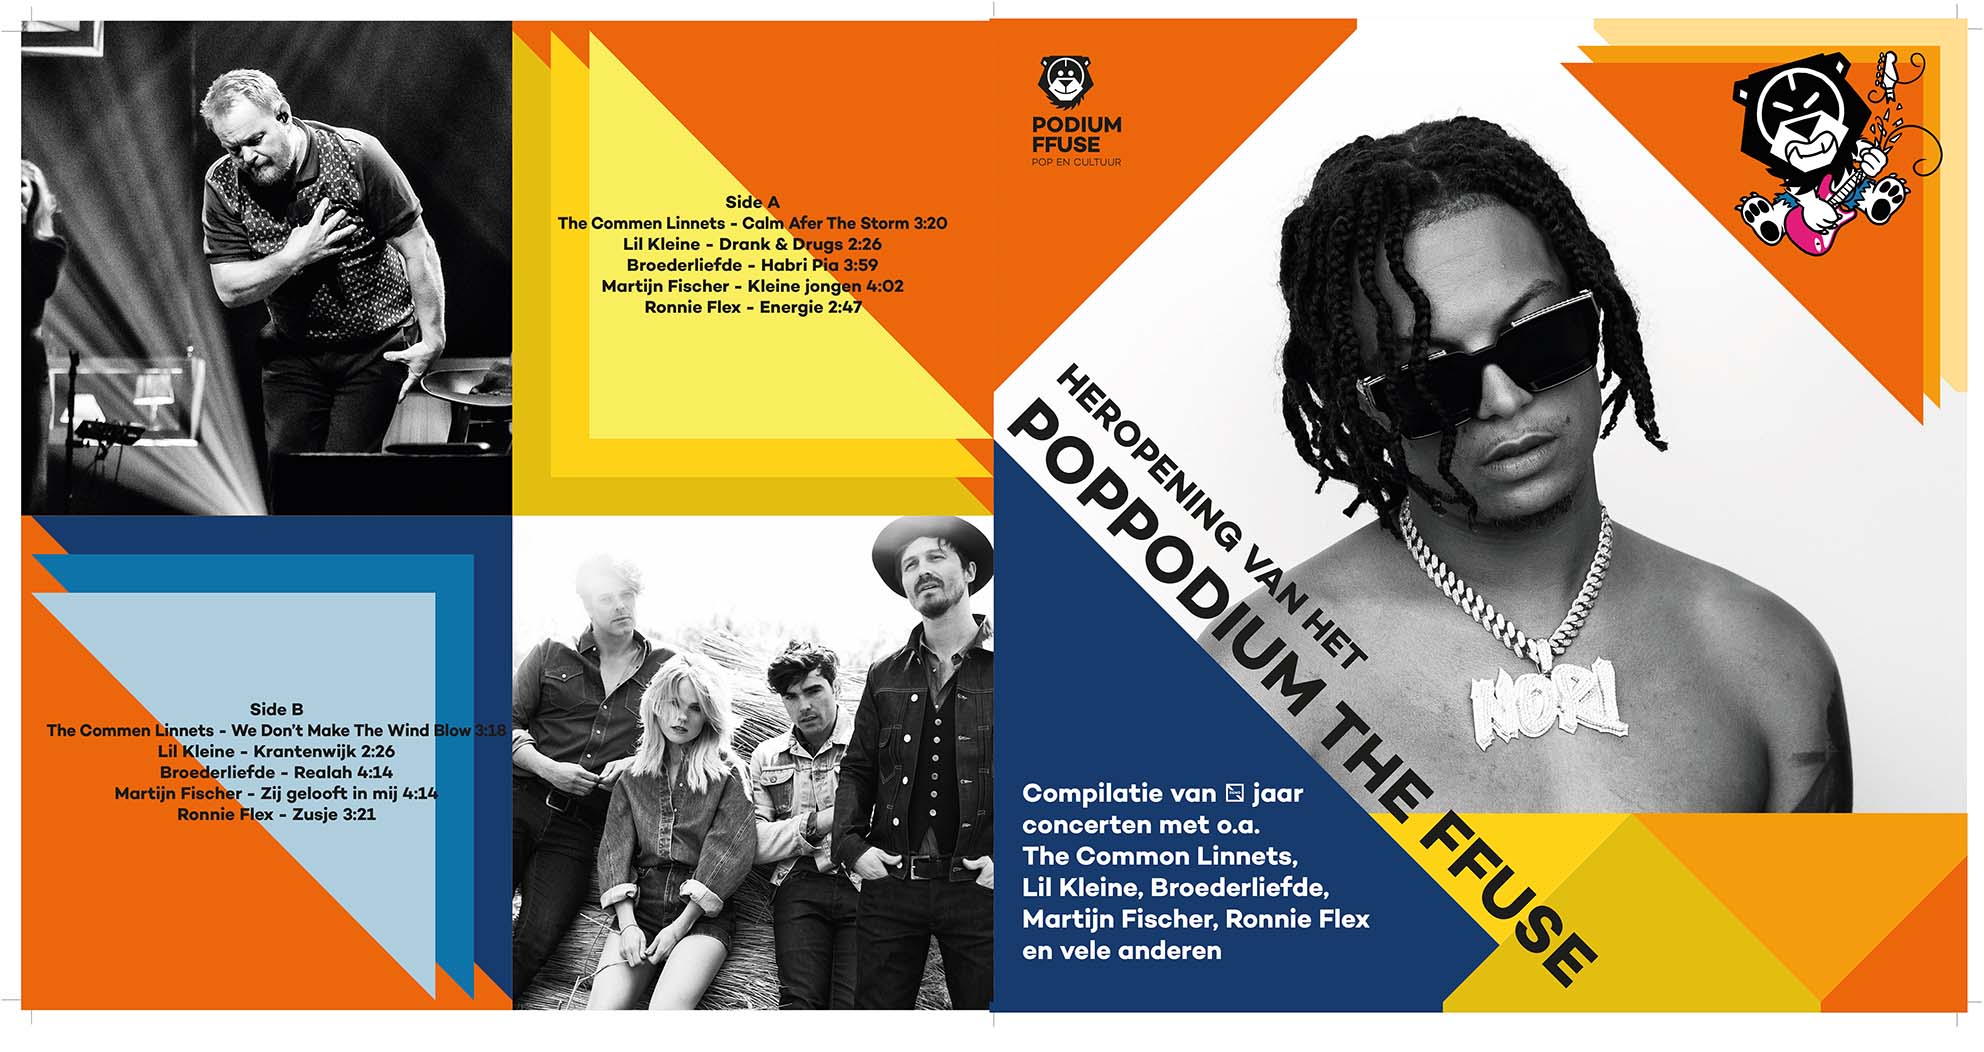 Side A
The Commen Linnets - Calm Afer The Storm 3:20
Lil Kleine - Drank & Drugs 2:26
Broederliefde - Habri Pia 3:59
Martijn Fischer - Kleine jongen 4:02
Ronnie Flex - Energie 2:47
Side B
The Commen Linnets - We Don't Make The Wind Blow 3:18
Lil Kleine - Krantenwijk 2:26
Broederliefde - Realah 4:14
Martijn Fischer - Zij gelooft in mij 4:14
Ronnie Flex - Zusje 3:21
PODIUM
FFUSE
POP EN CULTUUR
HEROPENING VAN HET
POPPODIUM THE FFUSE
NORI
Compilatie van jaar
concerten met o.a.
The Common Linnets,
Lil Kleine, Broederliefde,
Martijn Fischer, Ronnie Flex
en vele anderen